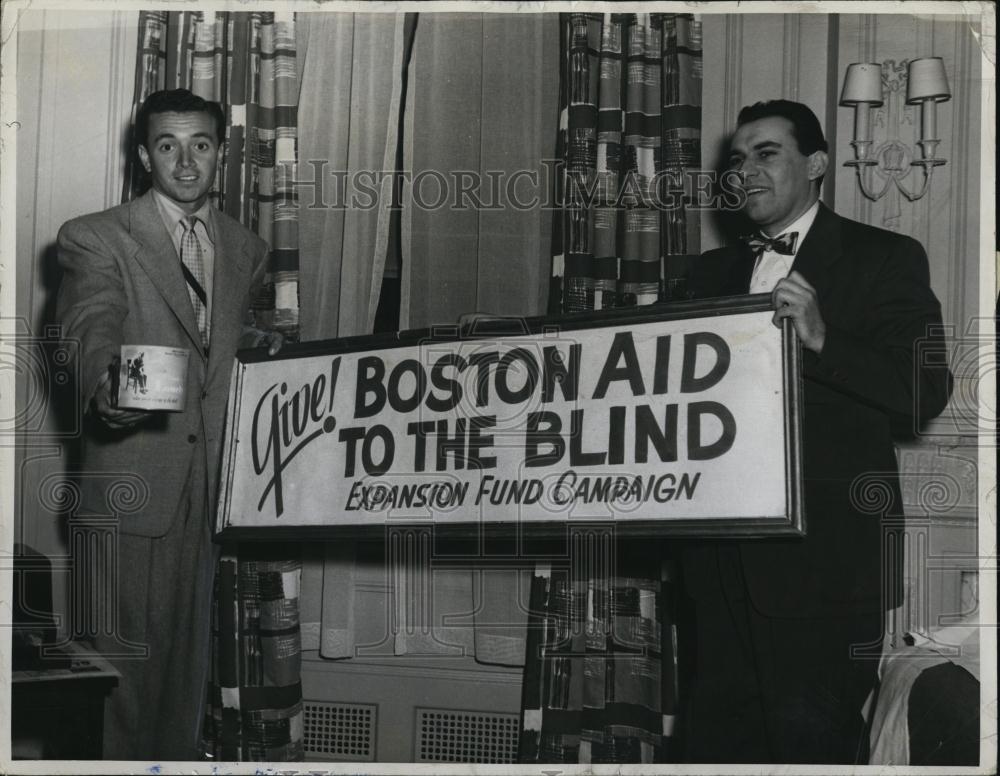 HISTORIC IMAGES
Give! BOSTON AID
TO THE BLIND
EXPANSION FUND CAMPAIGN